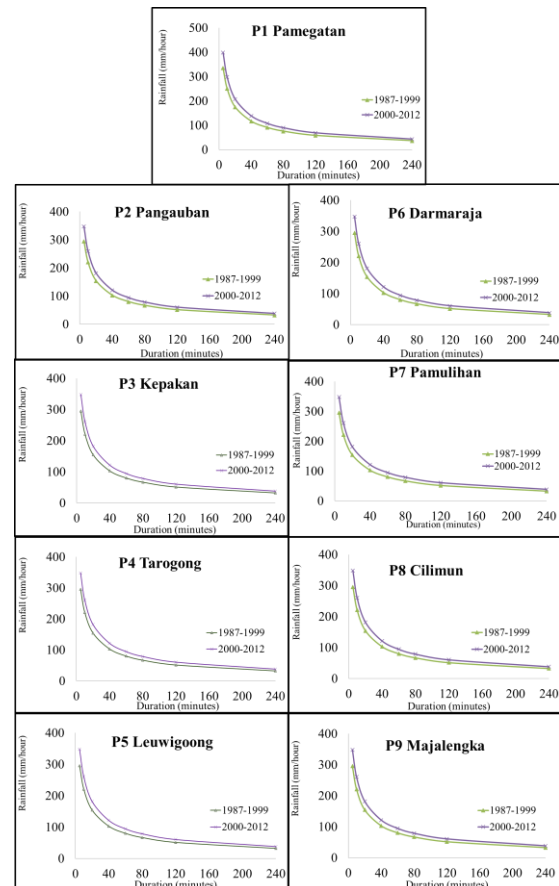 P1 Pamegatan
Rainfall (mm/hour)
500
400
300
200
100
0
1987-1999
2000-2012
0 40 80 120 160 200 240
Duration (minutes)
P2 Pangauban
Rainfall (mm/hour)
400
300
200
100
0
1987-1999
2000-2012
0 40 80 120 160 200 240
Duration (minutes)
P6 Darmaraja
Rainfall (mm/hour)
400
300
200
100
0
1987-1999
2000-2012
0 40 80 120 160 200 240
Duration (minutes)
P3 Kepakan
Rainfall (mm/hour)
400
300
200
100
0
1987-1999
2000-2012
0 40 80 120 160 200 240
Duration (minutes)
P7 Pamulihan
Rainfall (mm/hour)
400
300
200
100
0
1987-1999
2000-2012
0 40 80 120 160 200 240
Duration (minutes)
P4 Tarogong
Rainfall (mm/hour)
400
300
200
100
0
1987-1999
2000-2012
0 40 80 120 160 200 240
Duration (minutes)
P8 Cilimun
Rainfall (mm/hour)
400
300
200
100
0
1987-1999
2000-2012
0 40 80 120 160 200 240
Duration (minutes)
P5 Leuwigoong
Rainfall (mm/hour)
400
300
200
100
0
1987-1999
2000-2012
0 40 80 120 160 200 240
Duration (minutes)
P9 Majalengka
Rainfall (mm/hour)
400
300
200
100
0
1987-1999
2000-2012
0 40 80 120 160 200 240
Duration (minutes)